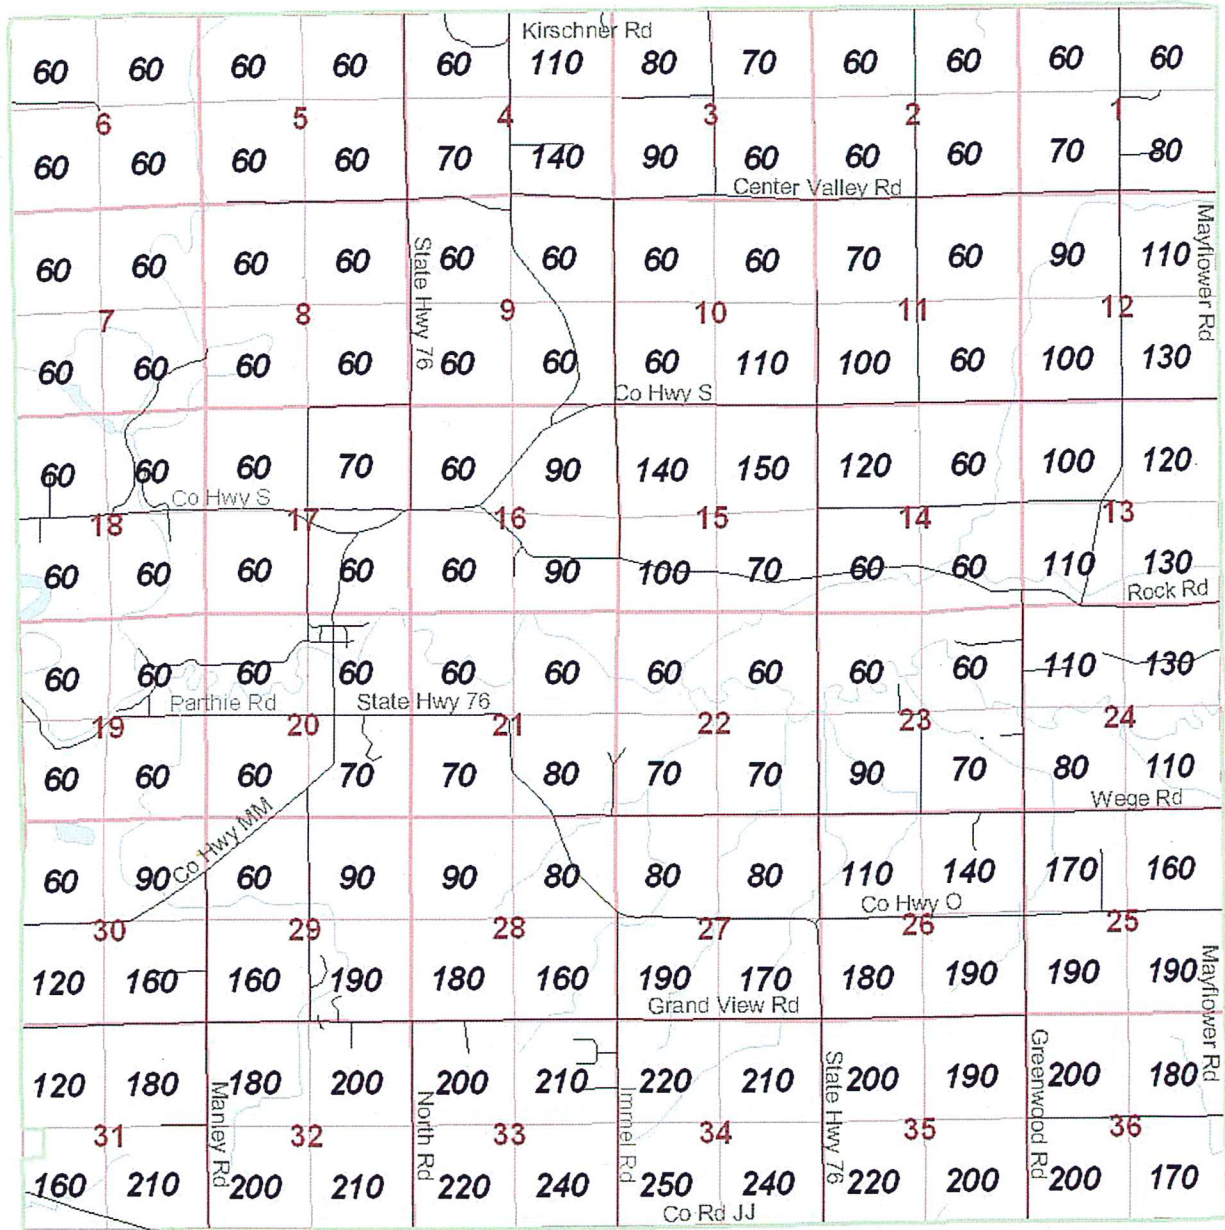 Kirschner Rd
60 60 60 60 60 110 80 70 60 60 60 60
6 5 4 3 2 1
60 60 60 60 70 140 90 60 60 60 70 80
Center Valley Rd
State Hwy 76
Mayflower Rd
60 60 60 60 60 60 60 60 70 60 90 110
7 8 9 10 11 12
60 60 60 60 60 60 60 110 100 60 100 130
Co Hwy S
60 60 60 70 60 90 140 150 120 60 100 120
Co Hwy S
18 17 16 15 14 13
60 60 60 60 60 90 100 70 60 60 110 130
Rock Rd
60 60 60 60 60 60 60 60 60 60 110 130
Parthie Rd
State Hwy 76
19 20 21 22 23 24
60 60 60 70 70 80 70 70 90 70 80 110
Wege Rd
Co Hwy MM
60 90 60 90 90 80 80 80 110 140 170 160
Co Hwy O
30 29 28 27 26 25
120 160 160 190 180 160 190 170 180 190 190 190
Grand View Rd
Mayflower Rd
120 180 180 200 200 210 220 210 200 190 200 180
Manley Rd
North Rd
Immel Rd
State Hwy 76
Greenwood Rd
31 32 33 34 35 36
160 210 200 210 220 240 250 240 220 200 200 170
Co Rd JJ